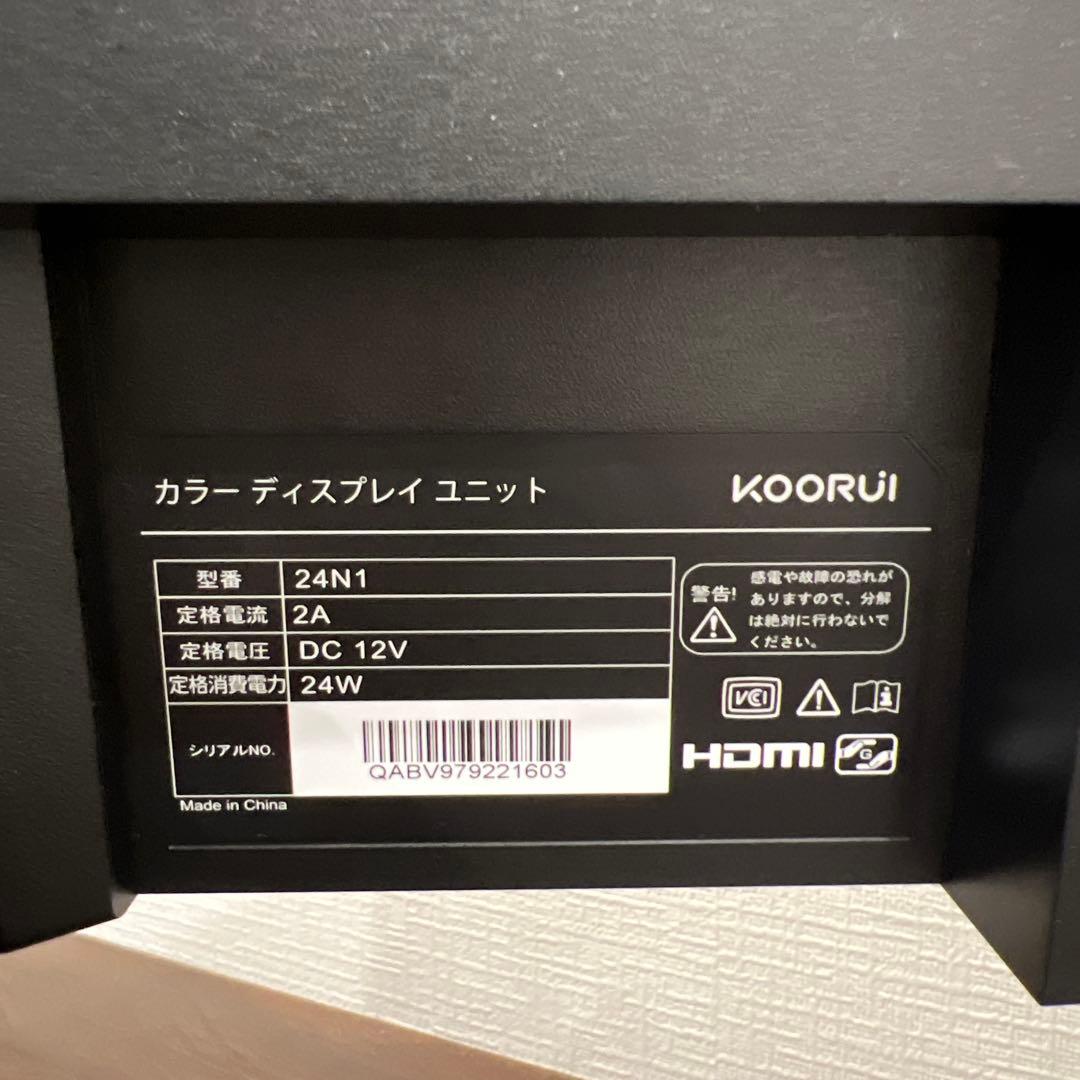 カラー ディスプレイ ユニット
KOORUI
型番 24N1
定格電流 2A
定格電圧 DC 12V
定格消費電力 24W
シリアルNO.
QABV979221603
Made in China
警告!
感電や故障の恐れが
ありますので、分解
は絶対に行わないで
ください。
VCI
HDMI
G